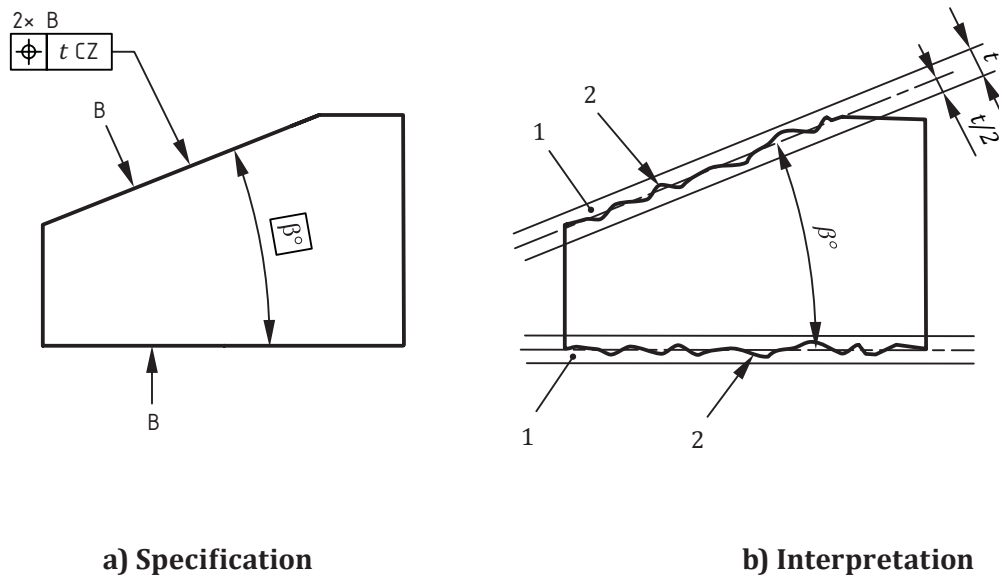 2× B
⌖ t CZ
B
β°
B
1
2
t
t/2
β°
1
2
a) Specification
b) Interpretation